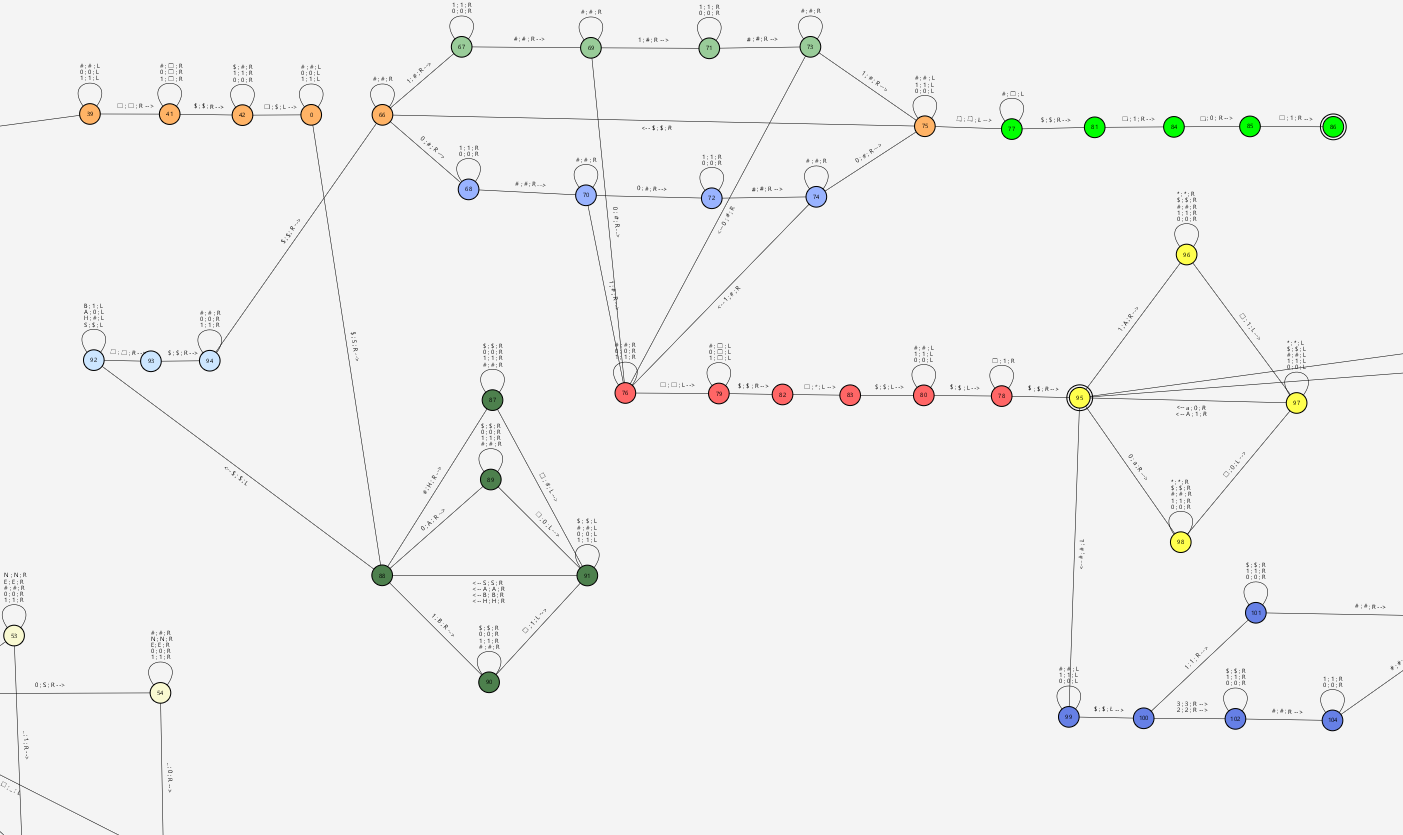 1;1;R
0;0;R
67
#;#;R-->
#;#;R
69
1;#;R-->
1;1;R
0;0;R
71
#;#;R-->
#;#;R
73
#;#;L
0;0;L
1;1;L
39
□;□;R-->
#;□;R
0;□;R
1;□;R
41
$;$;R-->
$;#;R
1;1;R
0;0;R
42
□;$;L-->
#;#;L
0;0;L
1;1;L
0
#;#;R
66
1;#;R-->
1;#;R-->
<--$;$;R
#;#;L
1;1;L
0;0;L
75
□;□;L-->
#;□;L
77
$;$;R-->
81
□;1;R-->
84
□;0;R-->
85
□;1;R-->
86
0;#;R-->
1;1;R
0;0;R
68
#;#;R-->
#;#;R
70
0;#;R-->
1;1;R
0;0;R
72
#;#;R-->
#;#;R
74
0;#;R-->
$;$;R-->
0;#;R-->
<--0;#;R
1;#;R-->
<--1;#;R
$;S;R-->
*;*;R
$;$;R
#;#;R
1;1;R
0;0;R
96
1;A;R-->
□;1;L-->
B;1;L
A;0;L
H;#;L
$;$;L
92
□;□;R-->
93
$;$;R-->
#;#;R
0;0;R
1;1;R
94
#;#;R
0;0;R
1;1;R
76
□;□;L-->
#;□;L
0;□;L
1;□;L
79
$;$;R-->
82
□;*;L-->
83
$;$;L-->
#;#;L
1;1;L
0;0;L
80
$;$;L-->
□;1;R
78
$;$;R-->
95
<--a;0;R
<--A;1;R
*;*;L
$;$;L
#;#;L
1;1;L
0;0;L
97
$;$;R
0;0;R
1;1;R
#;#;R
87
$;$;R
0;0;R
1;1;R
#;#;R
89
<--$;$;L
#;H;R-->
0;A;R-->
□;#;L-->
□;0;L-->
0;a;R-->
□;0;L-->
*;*;R
$;$;R
#;#;R
1;1;R
0;0;R
98
88
<--S;S;R
<--A;A;R
<--B;B;R
<--H;H;R
$;$;L
#;#;L
0;0;L
1;1;L
91
1;B;R-->
□;1;L-->
$;$;R
0;0;R
1;1;R
#;#;R
90
N;N;R
E;E;R
#;#;R
0;0;R
1;1;R
53
0;S;R-->
#;#;R
N;N;R
E;E;R
0;0;R
1;1;R
54
_;1;R-->
_;0;R-->
□;_;L
$;$;R
1;1;R
0;0;R
101
#;#;R-->
1;1;R-->
#;#;L
1;1;L
0;0;L
99
$;$;L-->
100
3;3;R-->
2;2;R-->
$;$;R
1;1;R
0;0;R
102
#;#;R-->
1;1;R
0;0;R
104